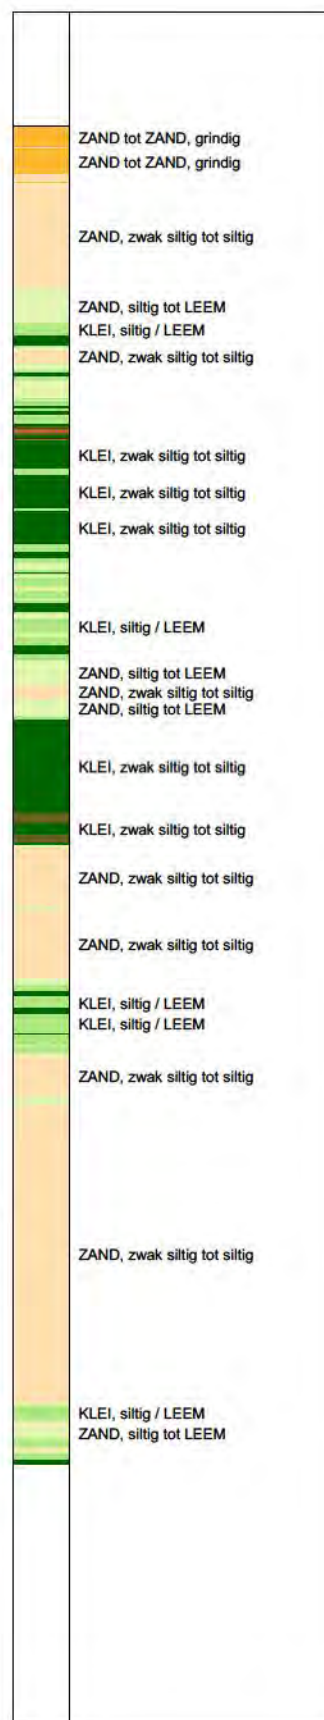 ZAND tot ZAND, grindig
ZAND tot ZAND, grindig
ZAND, zwak siltig tot siltig
ZAND, siltig tot LEEM
KLEI, siltig / LEEM
ZAND, zwak siltig tot siltig
KLEI, zwak siltig tot siltig
KLEI, zwak siltig tot siltig
KLEI, zwak siltig tot siltig
KLEI, siltig / LEEM
ZAND, siltig tot LEEM
ZAND, zwak siltig tot siltig
ZAND, siltig tot LEEM
KLEI, zwak siltig tot siltig
KLEI, zwak siltig tot siltig
ZAND, zwak siltig tot siltig
ZAND, zwak siltig tot siltig
KLEI, siltig / LEEM
KLEI, siltig / LEEM
ZAND, zwak siltig tot siltig
ZAND, zwak siltig tot siltig
KLEI, siltig / LEEM
ZAND, siltig tot LEEM